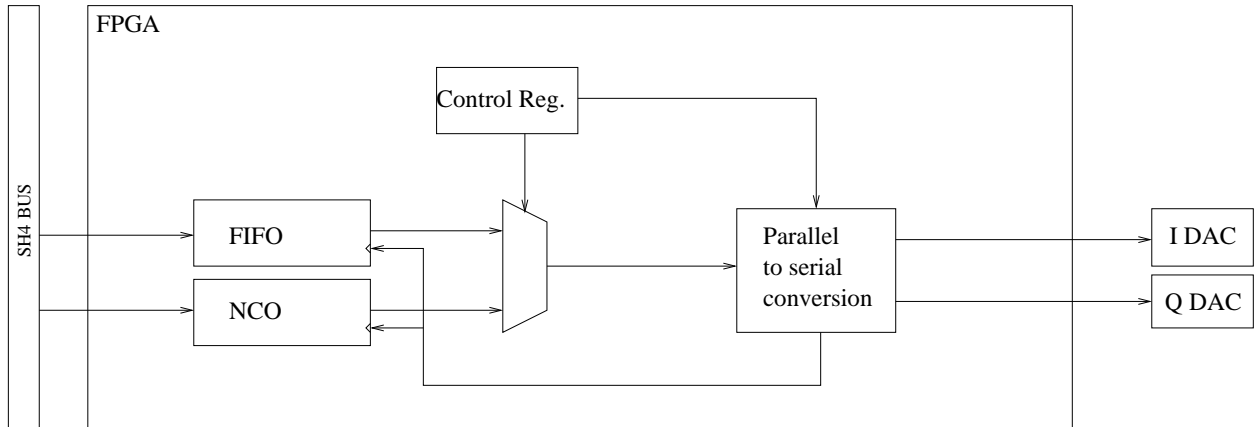 FPGA
Control Reg.
SH4 BUS
FIFO
NCO
Parallel
to serial
conversion
I DAC
Q DAC